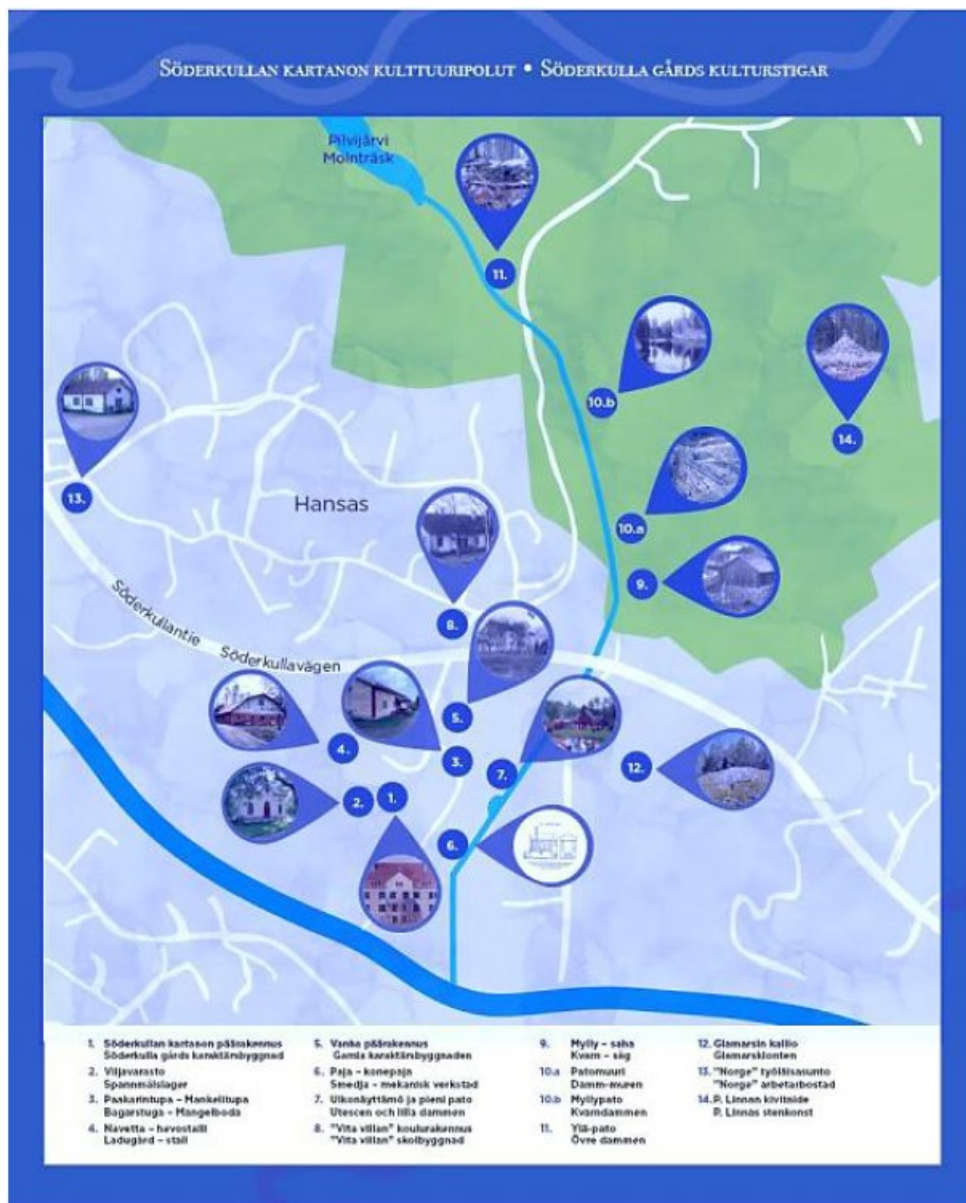 SÖDERKULLAN KARTANON KULTTUURIPOLUT • SÖDERKULLA GÅRDS KULTURSTIGAR
Pilvijärvi
Molnträsk
11.
10.b
14.
13.
Hansas
10.a
9.
8.
Söderkullantie Söderkullavägen
5.
4.
3.
7.
12.
2.
1.
6.
1. Söderkullan kartanon päärakennus
Söderkulla gårds karaktärsbyggnad
2. Viljavarasto
Spannmålslager
3. Paakarintupa – Mankelitupa
Bagarstuga – Mangelboda
4. Navetta – hevostalli
Ladugård – stall
5. Vanha päärakennus
Gamla karaktärsbyggnaden
6. Paja – konepaja
Smedja – mekanisk verkstad
7. Ulkonäyttämö ja pieni pato
Utescen och lilla dammen
8. "Vita villan" koulurakennus
"Vita villan" skolbyggnad
9. Mylly – saha
Kvarn – såg
10.a Patomuuri
Damm-muren
10.b Myllypato
Kvarndammen
11. Ylä-pato
Övre dammen
12. Glamarsin kallio
Glamarsklonten
13. "Norge" työläisasunto
"Norge" arbetarbostad
14. P. Linnan kivitaide
P. Linnas stenkonst